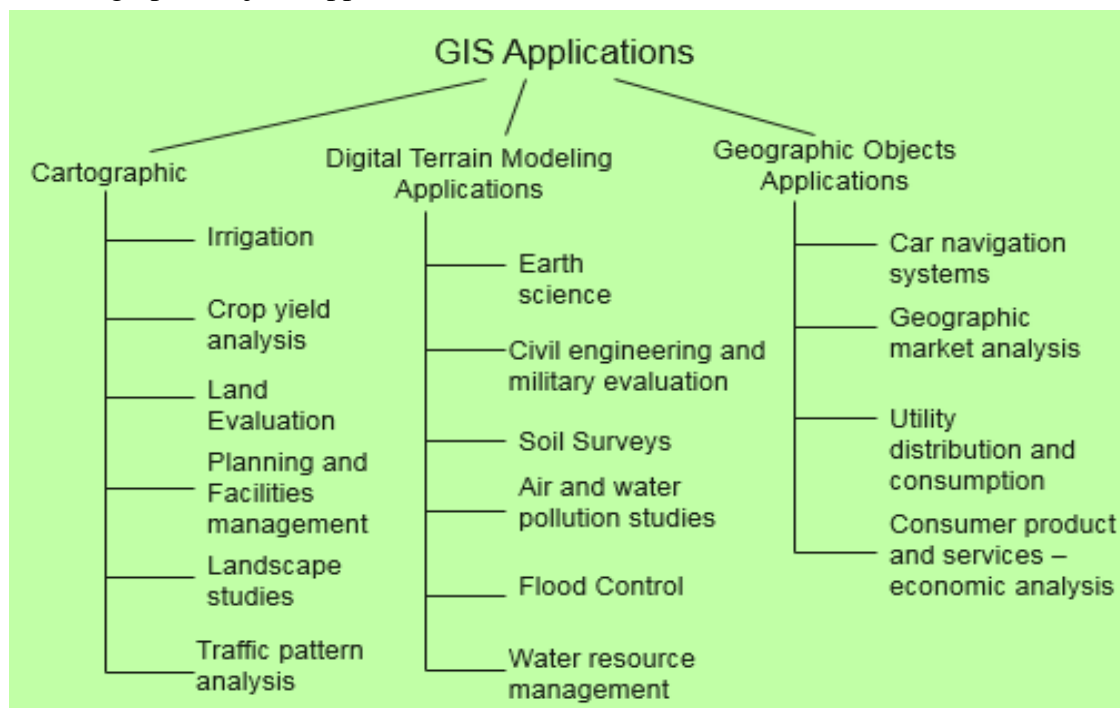 GIS Applications
Cartographic
Irrigation
Crop yield
analysis
Land
Evaluation
Planning and
Facilities
management
Landscape
studies
Traffic pattern
analysis
Digital Terrain Modeling
Applications
Earth
science
Civil engineering and
military evaluation
Soil Surveys
Air and water
pollution studies
Flood Control
Water resource
management
Geographic Objects
Applications
Car navigation
systems
Geographic
market analysis
Utility
distribution and
consumption
Consumer product
and services –
economic analysis